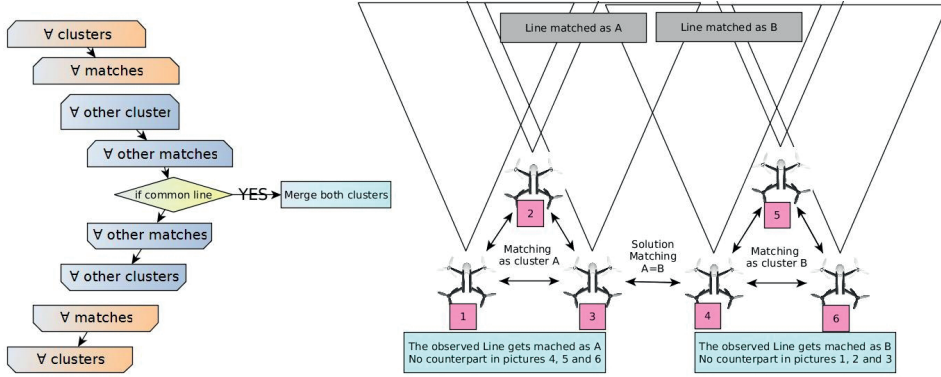 ∀ clusters
∀ matches
∀ other cluster
∀ other matches
if common line
YES
Merge both clusters
∀ other matches
∀ other clusters
∀ matches
∀ clusters
Line matched as A
Line matched as B
2
5
Matching
as cluster A
Solution
Matching
A=B
Matching
as cluster B
1
3
4
6
The observed Line gets mached as A
No counterpart in pictures 4, 5 and 6
The observed Line gets mached as B
No counterpart in pictures 1, 2 and 3